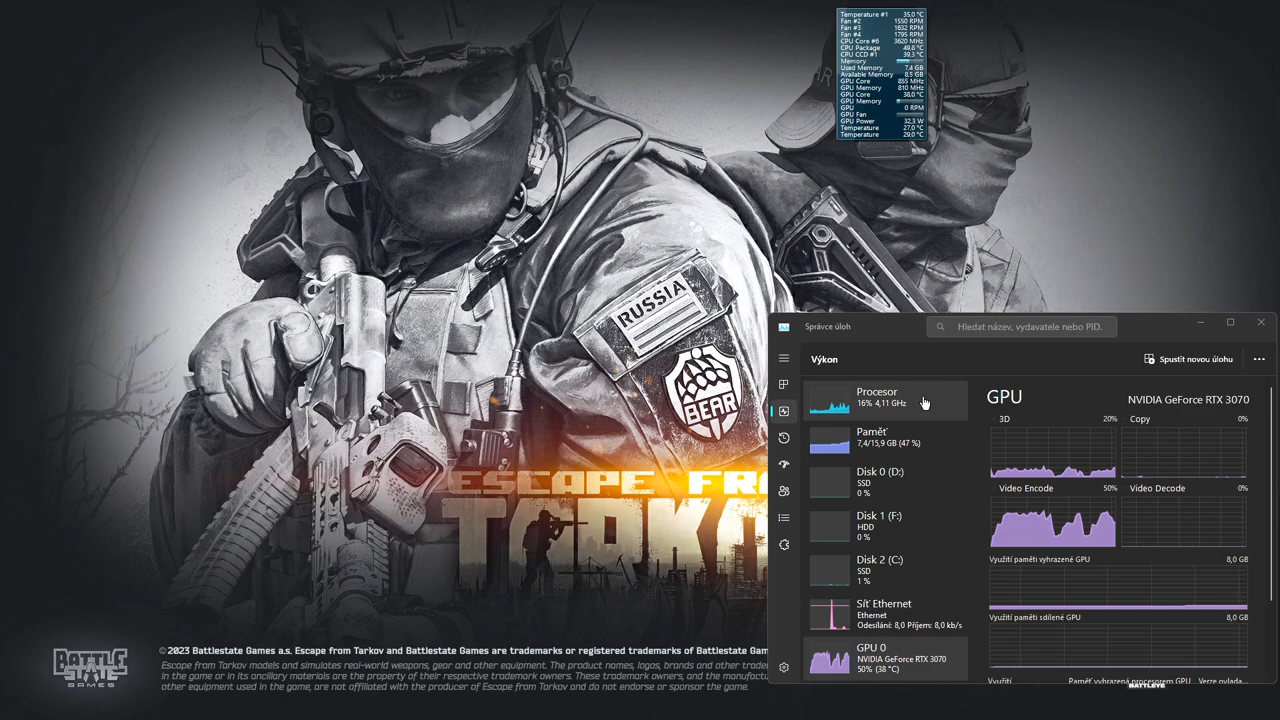 Temperature #1 35,0 °C
Fan #2 1550 RPM
Fan #3 1632 RPM
Fan #4 1795 RPM
CPU Core #6 3620 MHz
CPU Package 49,8 °C
CPU CCD #1 39,3 °C
Memory
Used Memory 7,4 GB
Available Memory 8,5 GB
GPU Core 855 MHz
GPU Memory 810 MHz
GPU Core 38,0 °C
GPU Memory
GPU 0 RPM
GPU Fan
GPU Power 32,3 W
Temperature 27,0 °C
Temperature 29,0 °C
RUSSIA
BEAR
ESCAPE FR
TARK
Správce úloh
Hledat název, vydavatele nebo PID.
Výkon
Spustit novou úlohu
Procesor
16% 4,11 GHz
Paměť
7,4/15,9 GB (47 %)
Disk 0 (D:)
SSD
0 %
Disk 1 (F:)
HDD
0 %
Disk 2 (C:)
SSD
1 %
Síť Ethernet
Ethernet
Odesílání: 8,0 Příjem: 8,0 kb/s
GPU 0
NVIDIA GeForce RTX 3070
50% (38 °C)
GPU NVIDIA GeForce RTX 3070
3D 20% Copy 0%
Video Encode 50% Video Decode 0%
Využití paměti vyhrazené GPU 8,0 GB
Využití paměti sdílené GPU 8,0 GB
Využití Paměť vyhrazená procesorem GPU Verze ovlada...
BATTLEYE
BATTLE
STATE
GAMES
© 2023 Battlestate Games a.s. Escape from Tarkov and Battlestate Games are trademarks or registered trademarks of Battlestate Gam
Escape from Tarkov models and simulates real-world weapons, gear and other equipment. The product names, logos, brands and other trade
in the game or in its ancillary materials are the property of their respective trademark owners. These trademark owners, and the manufactu
other equipment used in the game, are not affiliated with the producer of Escape from Tarkov and do not endorse or sponsor the game.